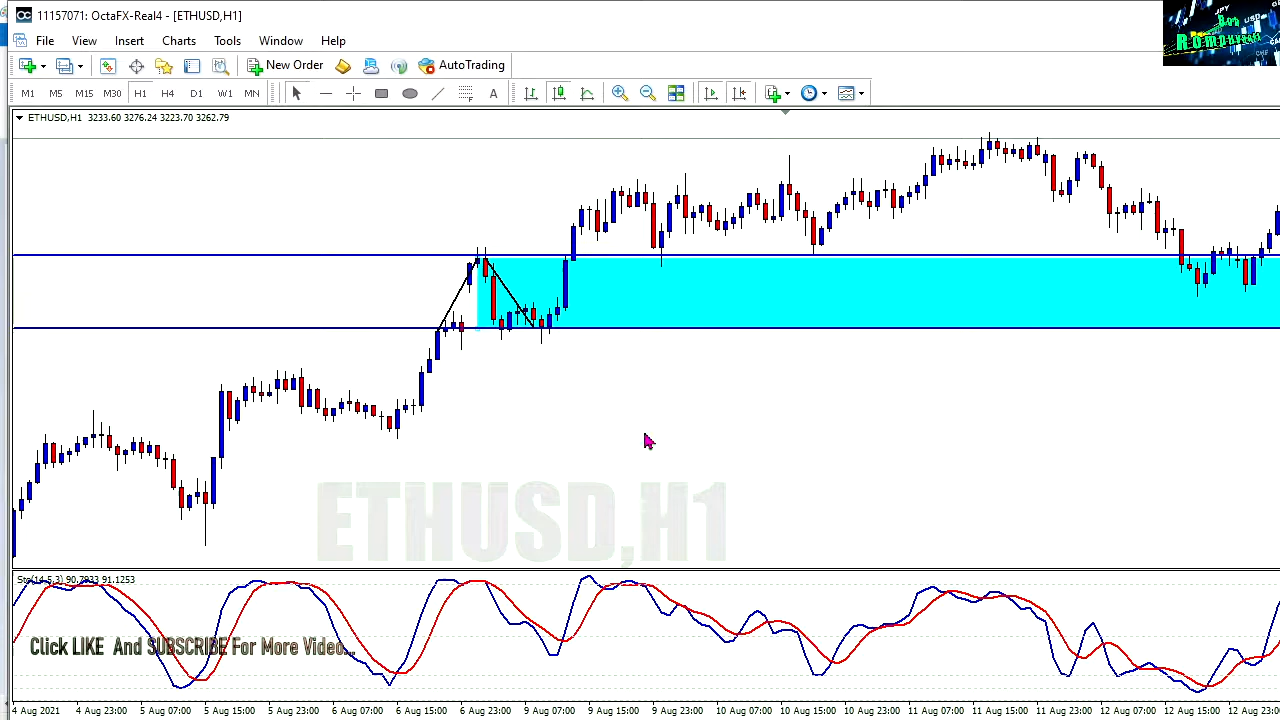 11157071: OctaFX-Real4 - [ETHUSD,H1]
File View Insert Charts Tools Window Help
New Order AutoTrading
M1 M5 M15 M30 H1 H4 D1 W1 MN A
ETHUSD,H1 3233.60 3276.24 3223.70 3262.79
ETHUSD,H1
Click LIKE And SUBSCRIBE For More Video...
4 Aug 2021 4 Aug 23:00 5 Aug 07:00 5 Aug 15:00 5 Aug 23:00 6 Aug 07:00 6 Aug 15:00 6 Aug 23:00 9 Aug 07:00 9 Aug 15:00 9 Aug 23:00 10 Aug 07:00 10 Aug 15:00 10 Aug 23:00 11 Aug 07:00 11 Aug 15:00 11 Aug 23:00 12 Aug 07:00 12 Aug 15:00